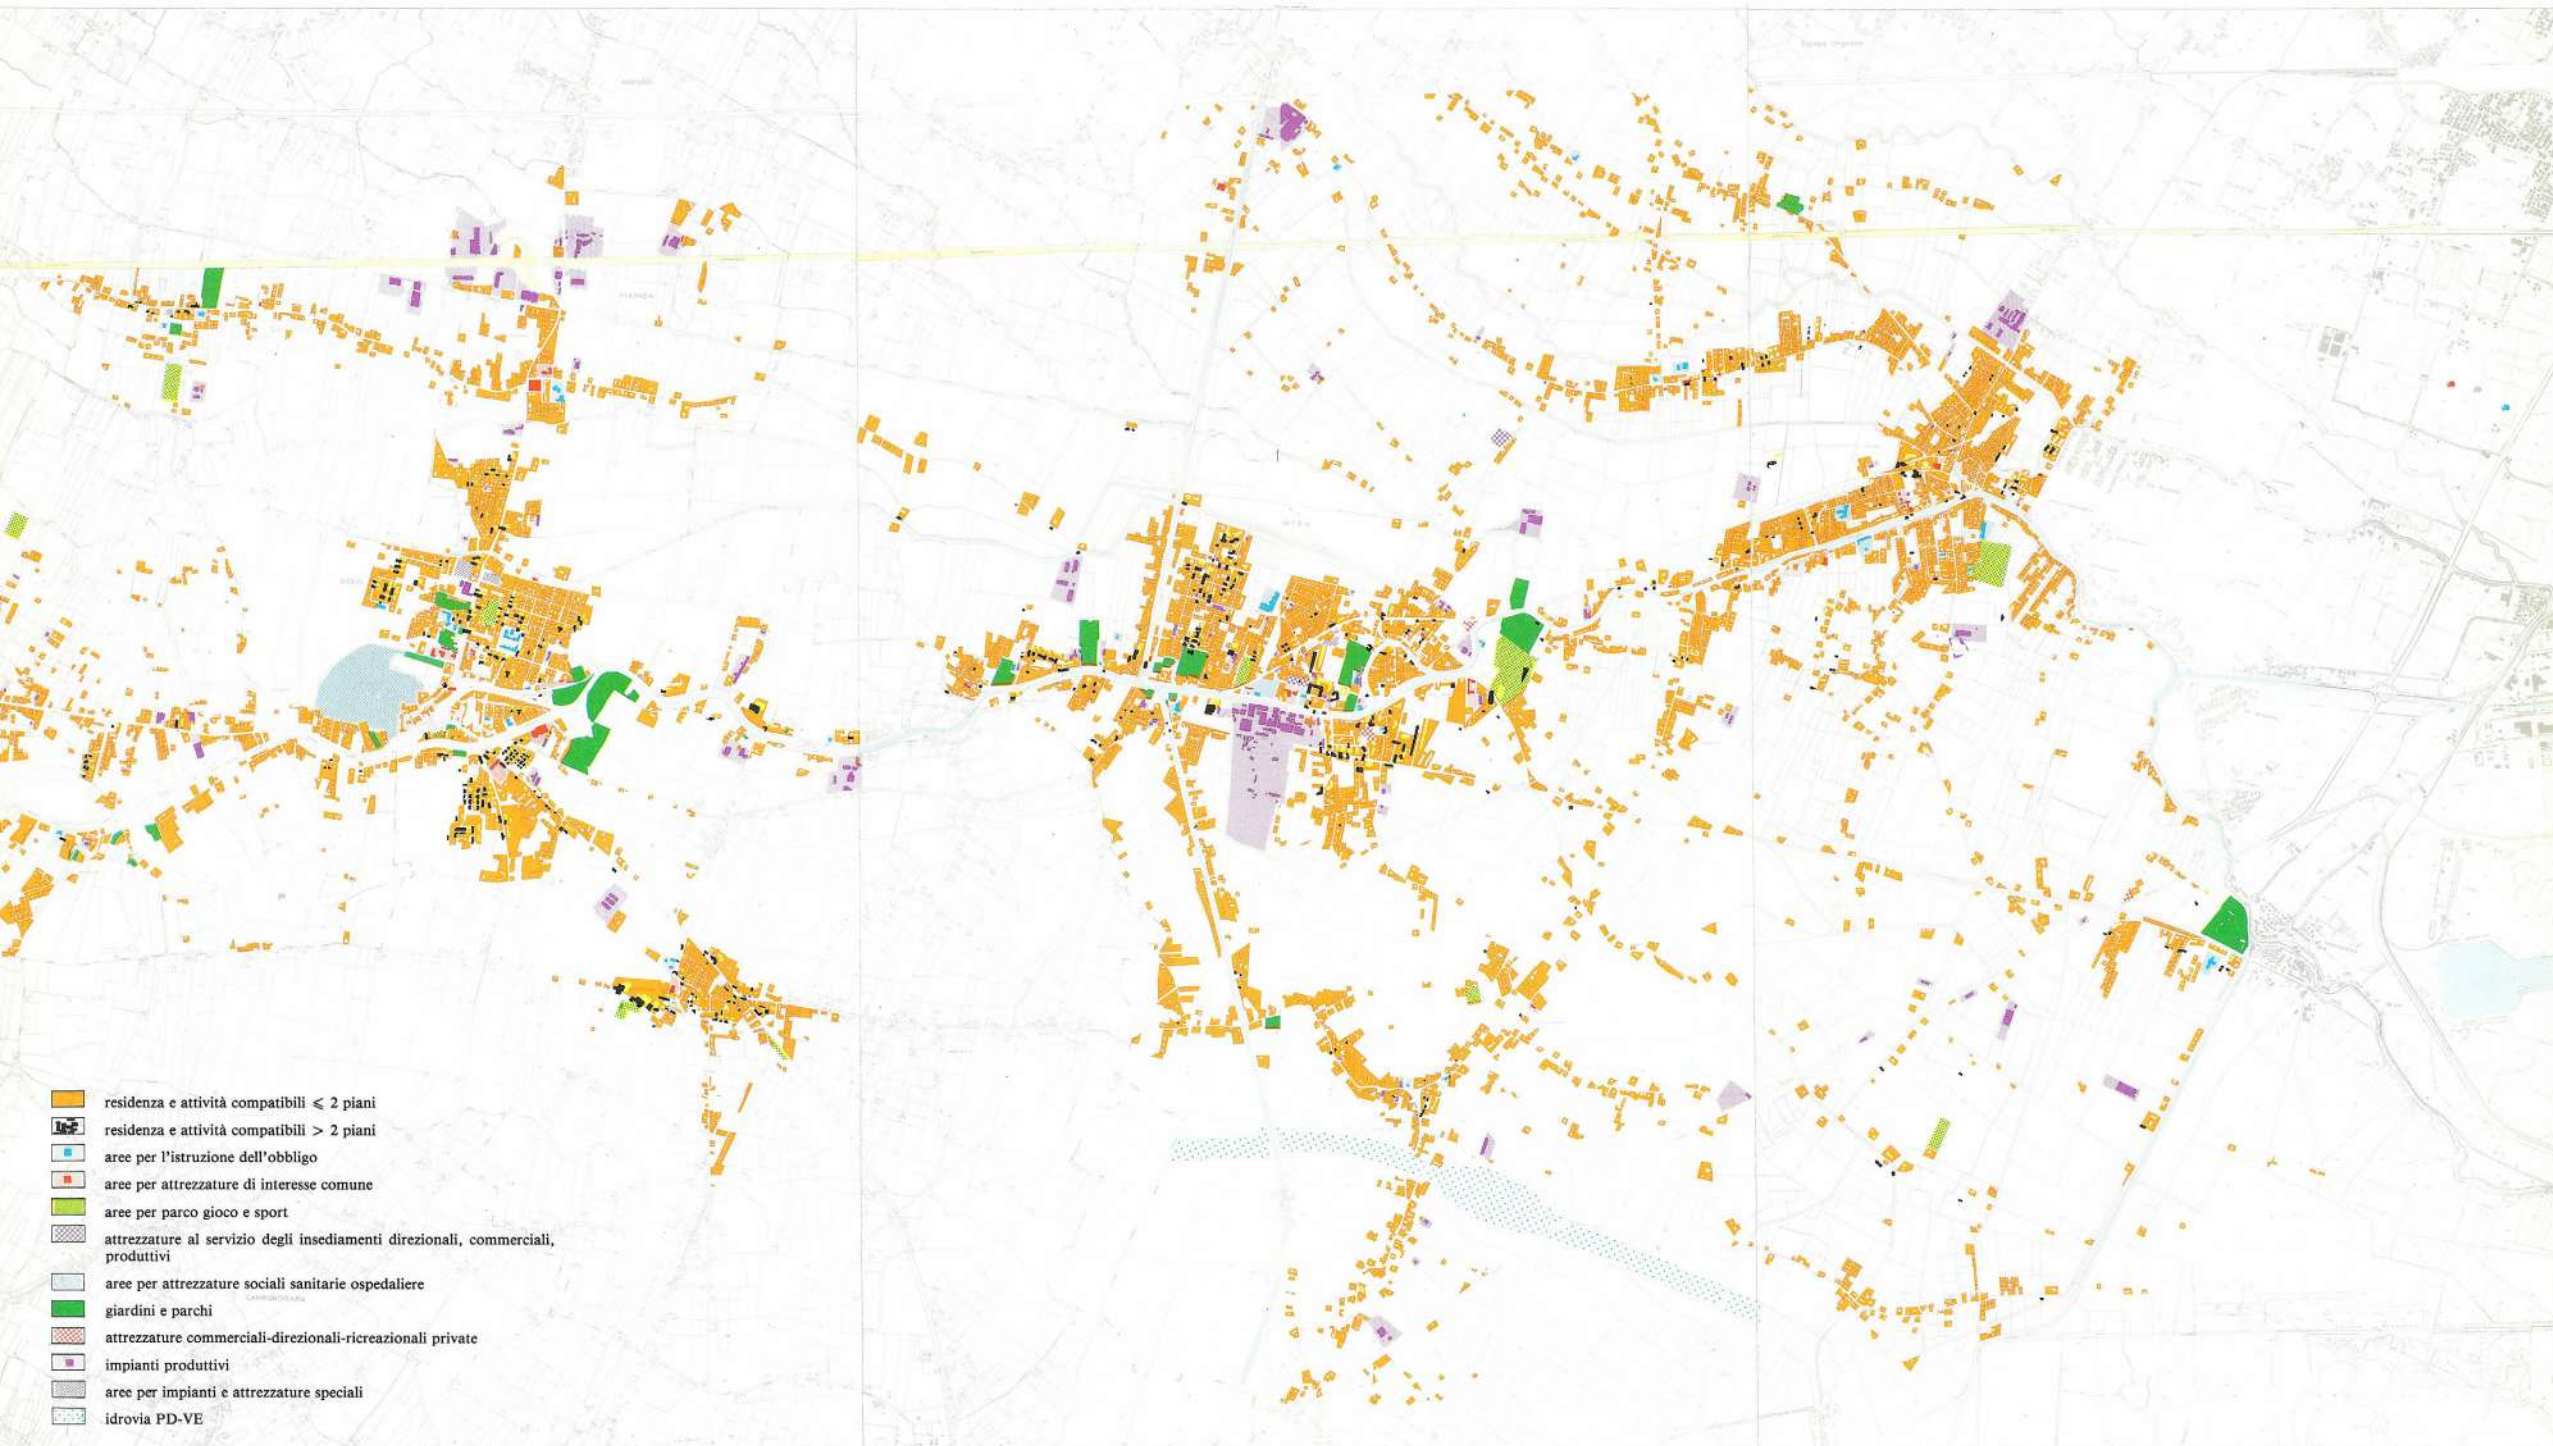 MIRA
residenza e attività compatibili ⩽ 2 piani
residenza e attività compatibili > 2 piani
aree per l'istruzione dell'obbligo
aree per attrezzature di interesse comune
aree per parco gioco e sport
attrezzature al servizio degli insediamenti direzionali, commerciali,
produttivi
aree per attrezzature sociali sanitarie ospedaliere
giardini e parchi
attrezzature commerciali-direzionali-ricreazionali private
impianti produttivi
aree per impianti e attrezzature speciali
idrovia PD-VE